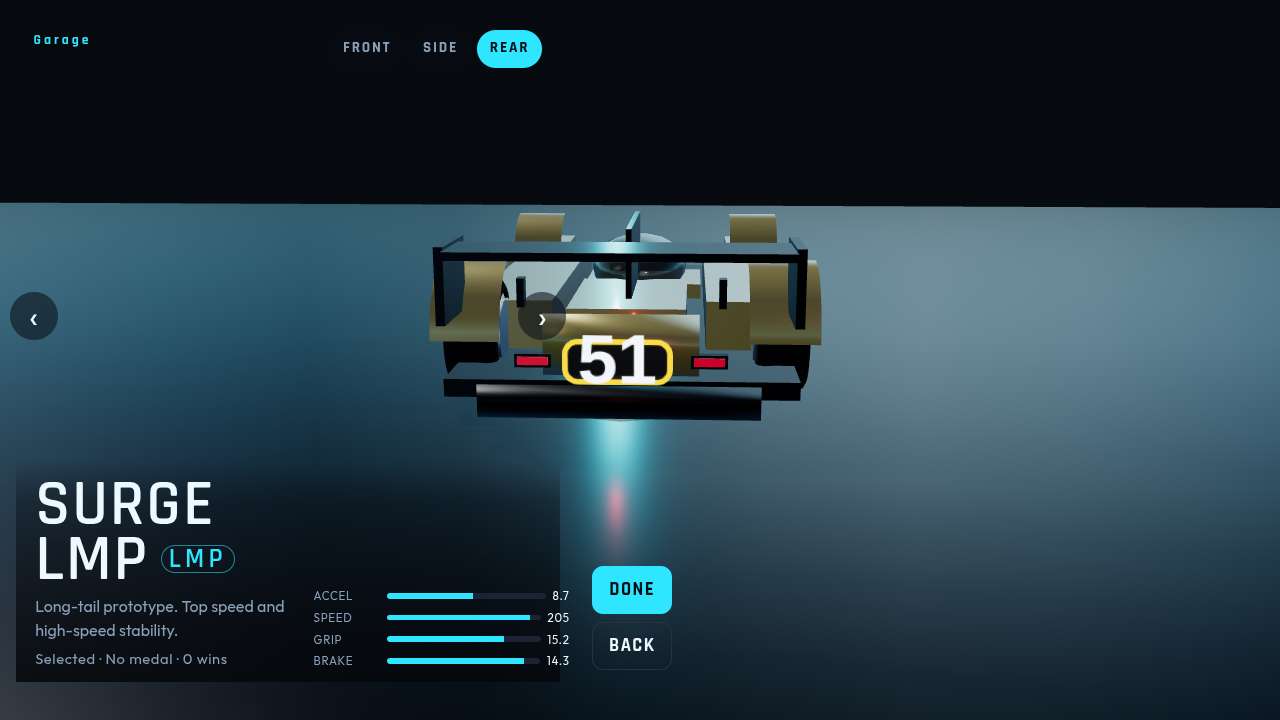 Garage
FRONT SIDE REAR
‹ ›
51
SURGE
LMP LMP
Long-tail prototype. Top speed and
high-speed stability.
Selected · No medal · 0 wins
ACCEL 8.7
SPEED 205
GRIP 15.2
BRAKE 14.3
DONE
BACK